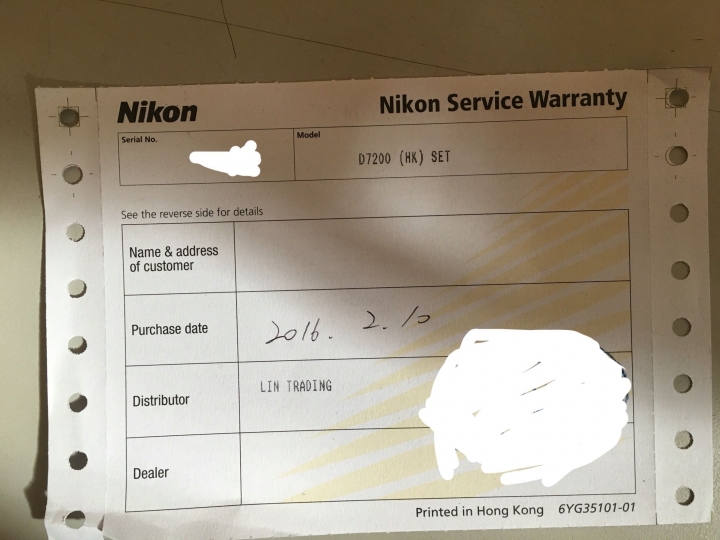 Nikon
Nikon Service Warranty
Serial No.
Model
D7200 (HK) SET
See the reverse side for details
Name & address
of customer
Purchase date
2016. 2. 10
Distributor
LIN TRADING
Dealer
Printed in Hong Kong 6YG35101-01